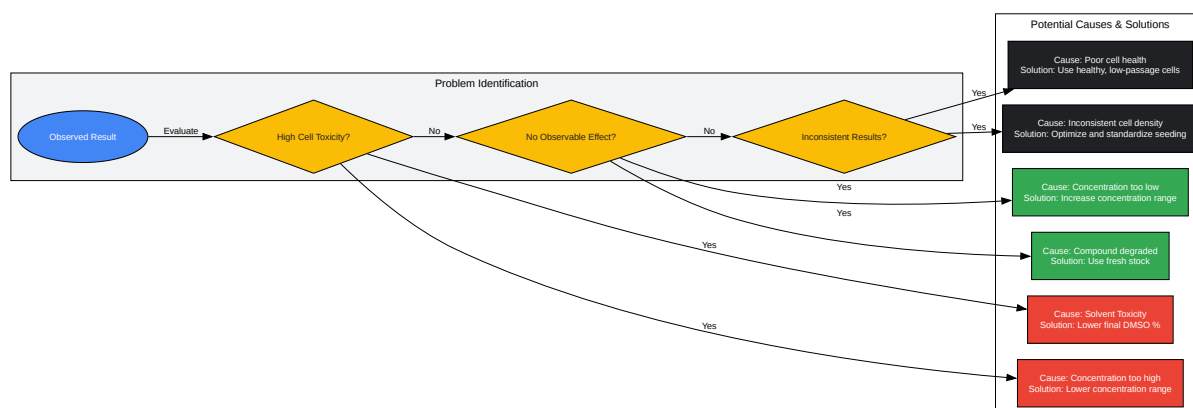 Potential Causes & Solutions
Cause: Poor cell health
Solution: Use healthy, low-passage cells
Problem Identification
Yes
Observed Result
Evaluate
High Cell Toxicity?
No
No Observable Effect?
No
Inconsistent Results?
Yes
Cause: Inconsistent cell density
Solution: Optimize and standardize seeding
Yes
Cause: Concentration too low
Solution: Increase concentration range
Yes
Cause: Compound degraded
Solution: Use fresh stock
Yes
Cause: Solvent Toxicity
Solution: Lower final DMSO %
Yes
Cause: Concentration too high
Solution: Lower concentration range